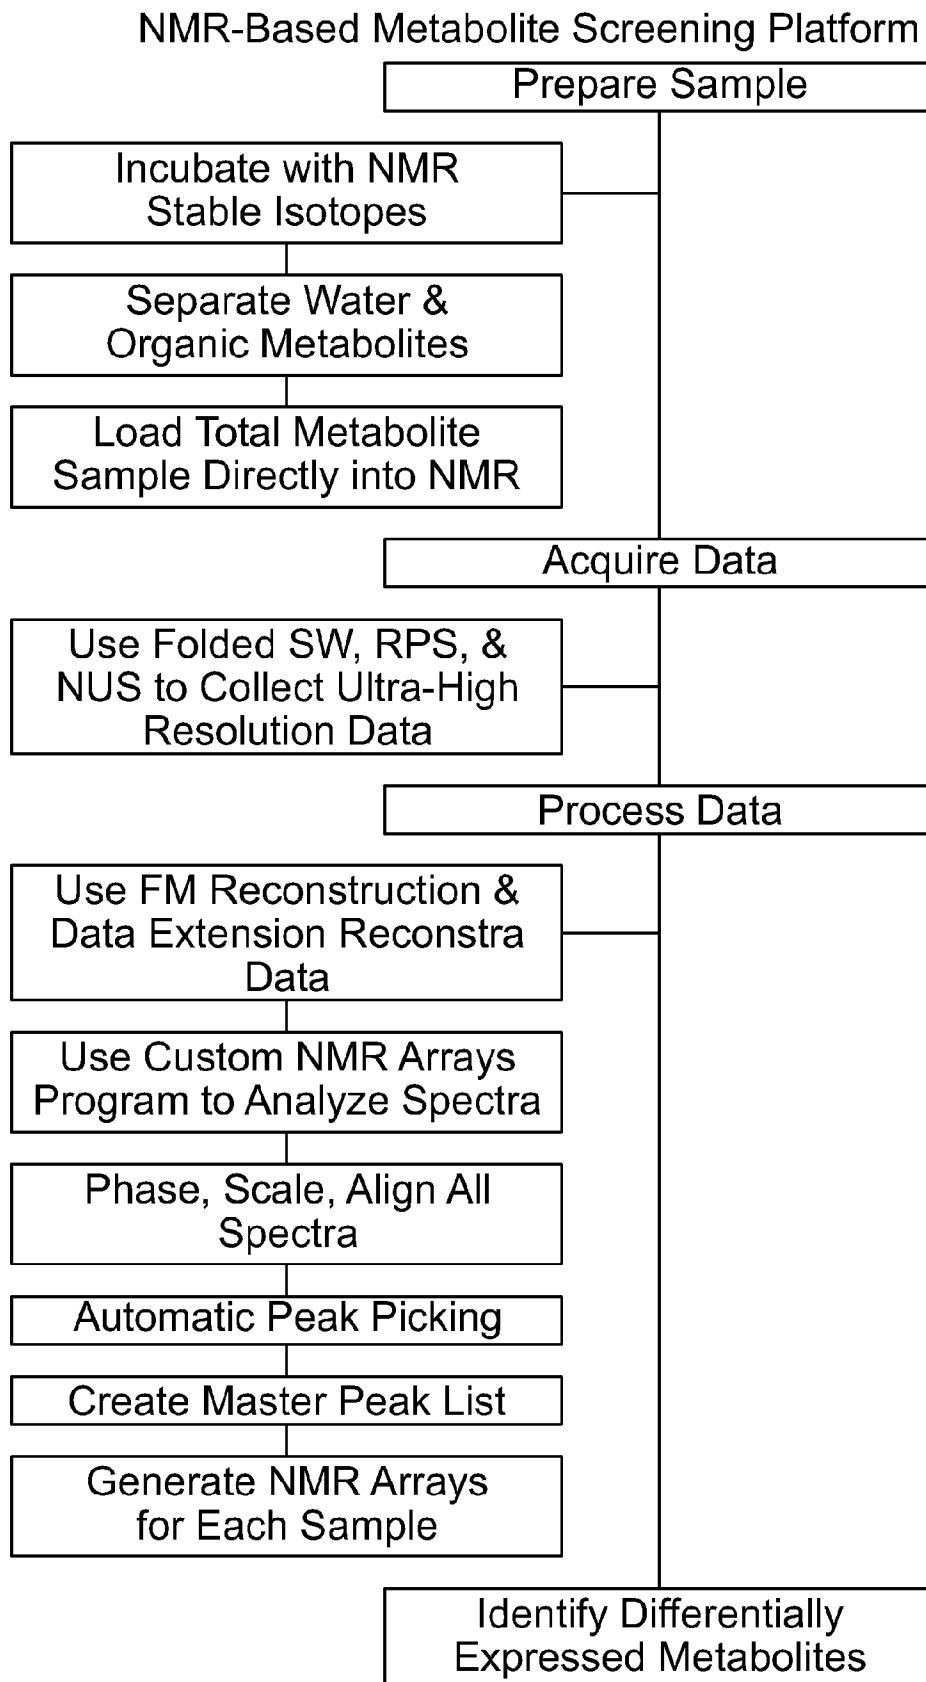 NMR-Based Metabolite Screening Platform
Prepare Sample
Incubate with NMR
Stable Isotopes
Separate Water &
Organic Metabolites
Load Total Metabolite
Sample Directly into NMR
Acquire Data
Use Folded SW, RPS, &
NUS to Collect Ultra-High
Resolution Data
Process Data
Use FM Reconstruction &
Data Extension Reconstra
Data
Use Custom NMR Arrays
Program to Analyze Spectra
Phase, Scale, Align All
Spectra
Automatic Peak Picking
Create Master Peak List
Generate NMR Arrays
for Each Sample
Identify Differentially
Expressed Metabolites